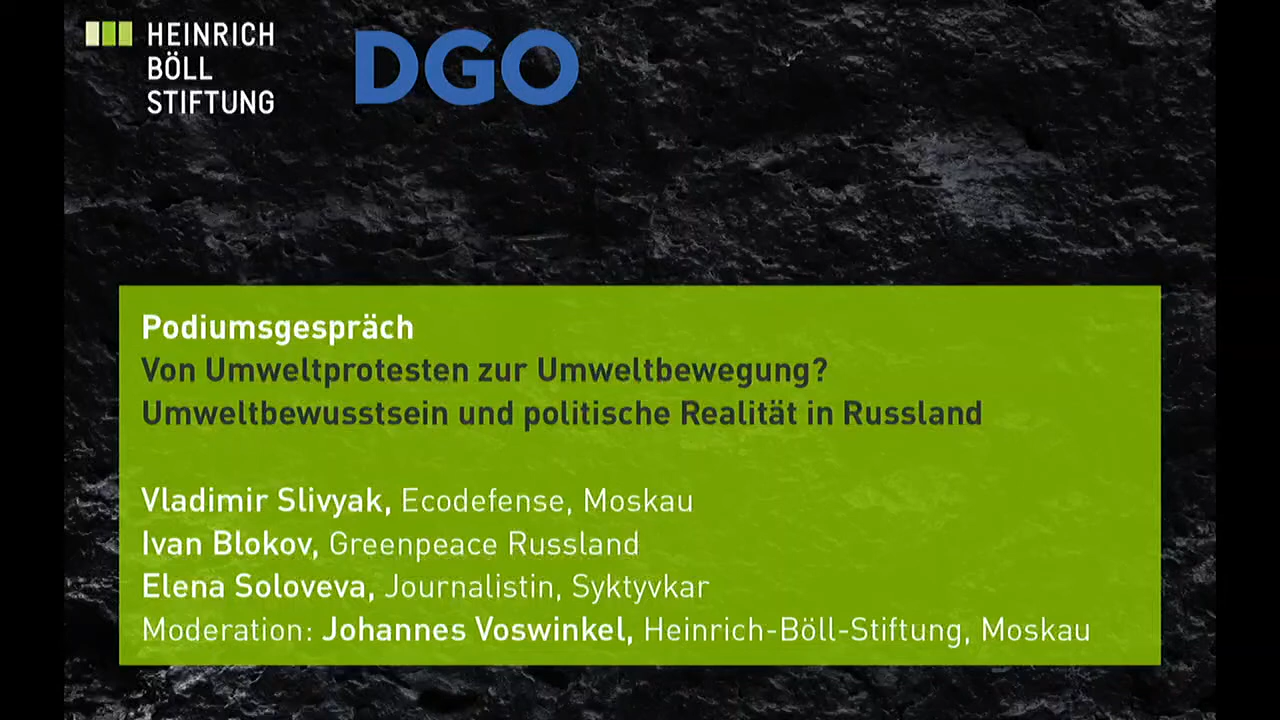 HEINRICH
BÖLL
STIFTUNG
DGO
Podiumsgespräch
Von Umweltprotesten zur Umweltbewegung?
Umweltbewusstsein und politische Realität in Russland
Vladimir Slivyak, Ecodefense, Moskau
Ivan Blokov, Greenpeace Russland
Elena Soloveva, Journalistin, Syktyvkar
Moderation: Johannes Voswinkel, Heinrich-Böll-Stiftung, Moskau